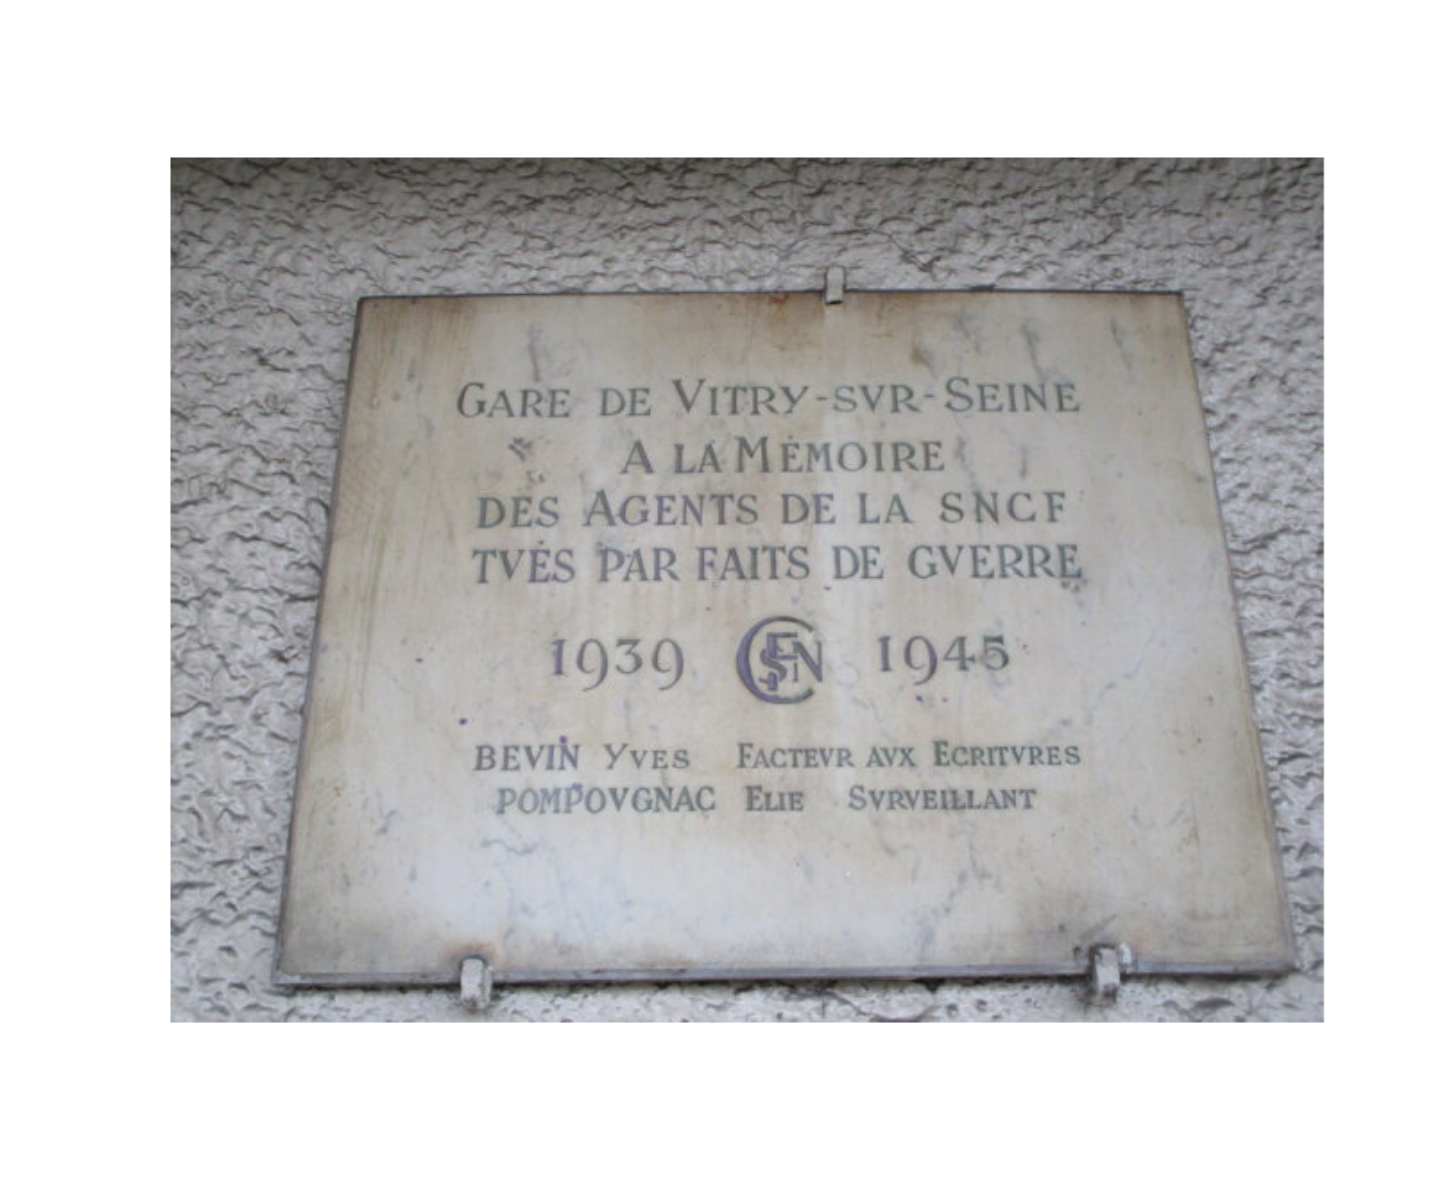 GARE DE VITRY-SVR-SEINE
A LA MÉMOIRE
DES AGENTS DE LA SNCF
TVÉS PAR FAITS DE GVERRE
1939 SNCF 1945
BEVIN YVES FACTEVR AVX ECRITVRES
POMPOVGNAC ELIE SVRVEILLANT